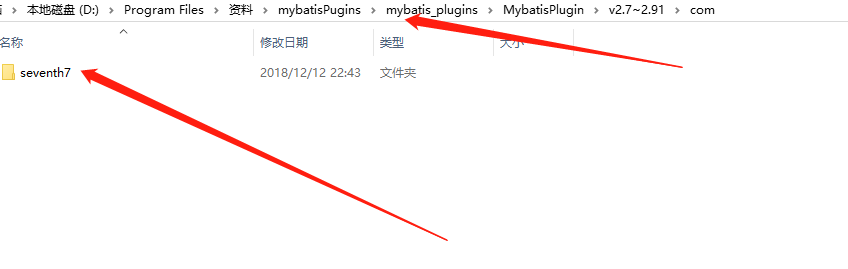 本地磁盘 (D:) > Program Files > 资料 > mybatisPugins > mybatis_plugins > MybatisPlugin > v2.7~2.91 > com
名称 修改日期 类型 大小
seventh7 2018/12/12 22:43 文件夹